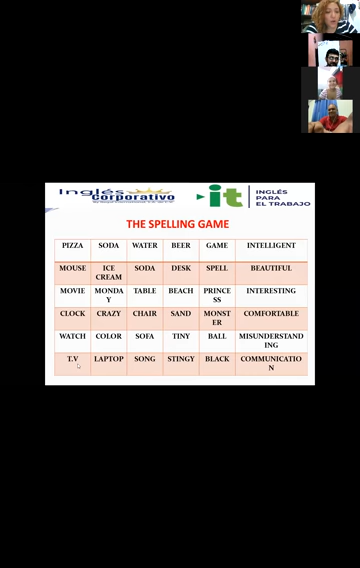 Inglés
Corporativo
it
INGLÉS
PARA
EL TRABAJO
THE SPELLING GAME
PIZZA SODA WATER BEER GAME INTELLIGENT
MOUSE ICE CREAM SODA DESK SPELL BEAUTIFUL
MOVIE MONDA Y TABLE BEACH PRINCE SS INTERESTING
CLOCK CRAZY CHAIR SAND MONST ER COMFORTABLE
WATCH COLOR SOFA TINY BALL MISUNDERSTAND ING
T.V LAPTOP SONG STINGY BLACK COMMUNICATIO N